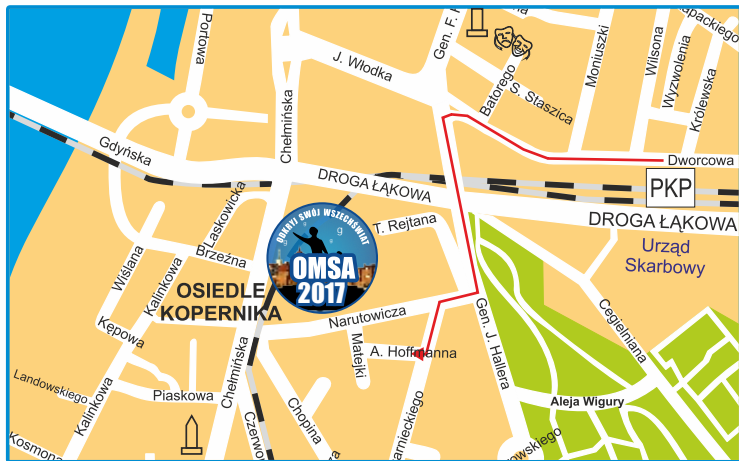 Portowa
Chełmińska
J. Włodka
Gen. F.
Batorego
S. Staszica
Moniuszki
Wilsona
Wyzwolenia
Królewska
Dworcowa
PKP
Gdyńska
DROGA ŁĄKOWA
DROGA ŁĄKOWA
Urząd
Skarbowy
ODKRYJ SWÓJ WSZECHŚWIAT
g
g
OMSA
2017
T. Rejtana
Laskowicka
Brzeźna
Wiślana
Kalinkowa
OSIEDLE
KOPERNIKA
Narutowicza
Kępowa
Matejki
A. Hoffmanna
Gen. J. Hallera
Cegielniana
Aleja Wigury
Landowskiego
Piaskowa
Kalinkowa
Chełmińska
Chopina